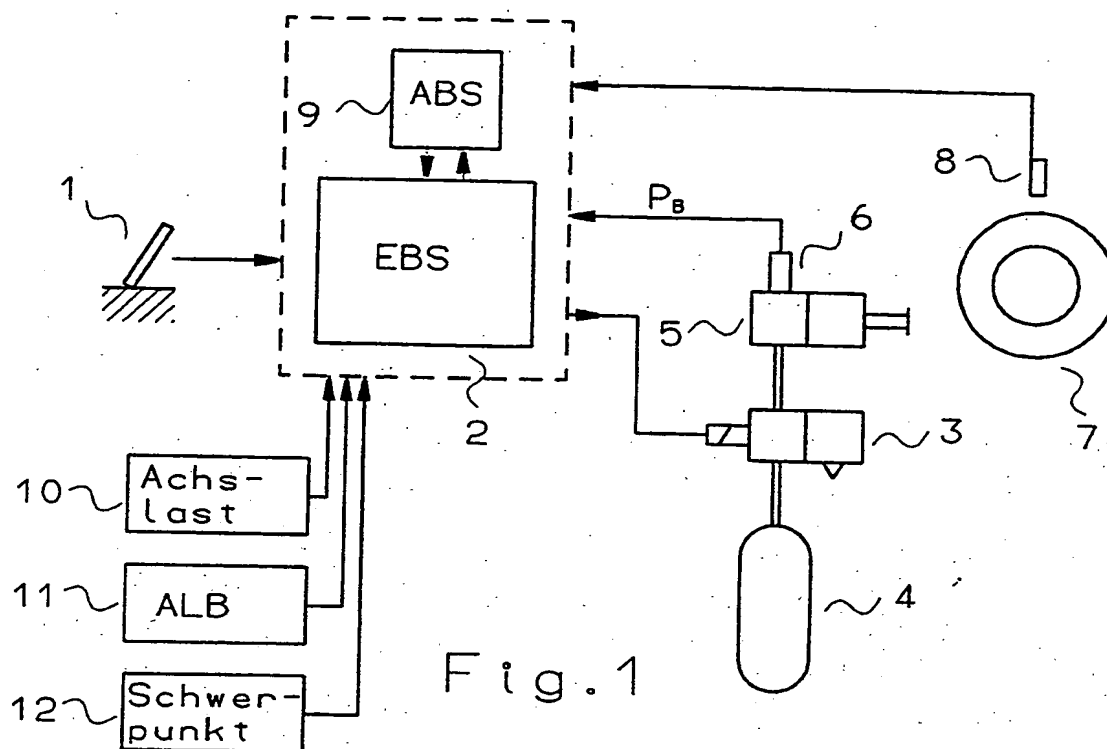 ABS
9
8
1
P_B
6
EBS
5
2
3
7
10
Achs-
last
11
ALB
4
12
Schwer-
punkt
Fig.1